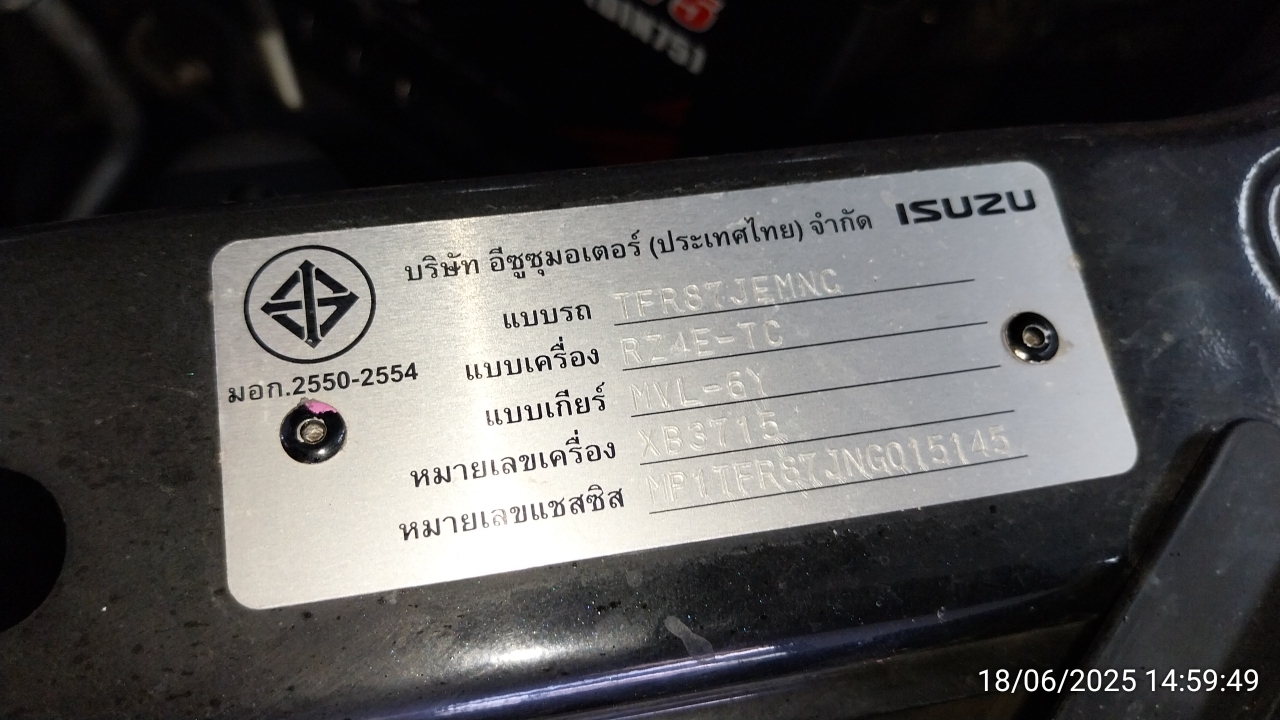 ISUZU
บริษัท อีซูซุมอเตอร์ (ประเทศไทย) จำกัด
แบบรถ TFR87JEMNC
แบบเครื่อง RZ4E-TC
แบบเกียร์ MVL-6Y
หมายเลขเครื่อง XB3715
หมายเลขแชสซิส MP1TFR87JNG015145
มอก.2550-2554
18/06/2025 14:59:49